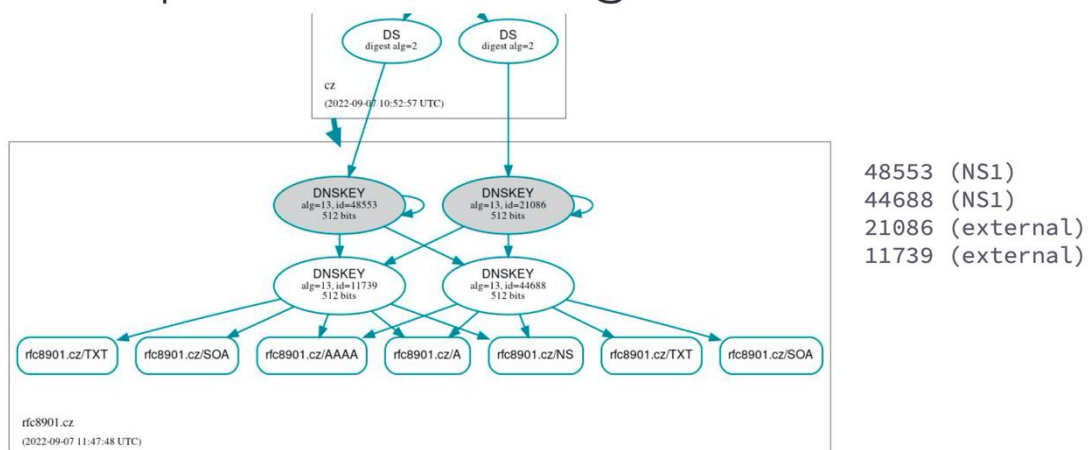 DS
digest alg=2
DS
digest alg=2
cz
(2022-09-07 10:52:57 UTC)
DNSKEY
alg=13, id=48553
512 bits
DNSKEY
alg=13, id=21086
512 bits
48553 (NS1)
44688 (NS1)
21086 (external)
11739 (external)
DNSKEY
alg=13, id=11739
512 bits
DNSKEY
alg=13, id=44688
512 bits
rfc8901.cz/TXT
rfc8901.cz/SOA
rfc8901.cz/AAAA
rfc8901.cz/A
rfc8901.cz/NS
rfc8901.cz/TXT
rfc8901.cz/SOA
rfc8901.cz
(2022-09-07 11:47:48 UTC)